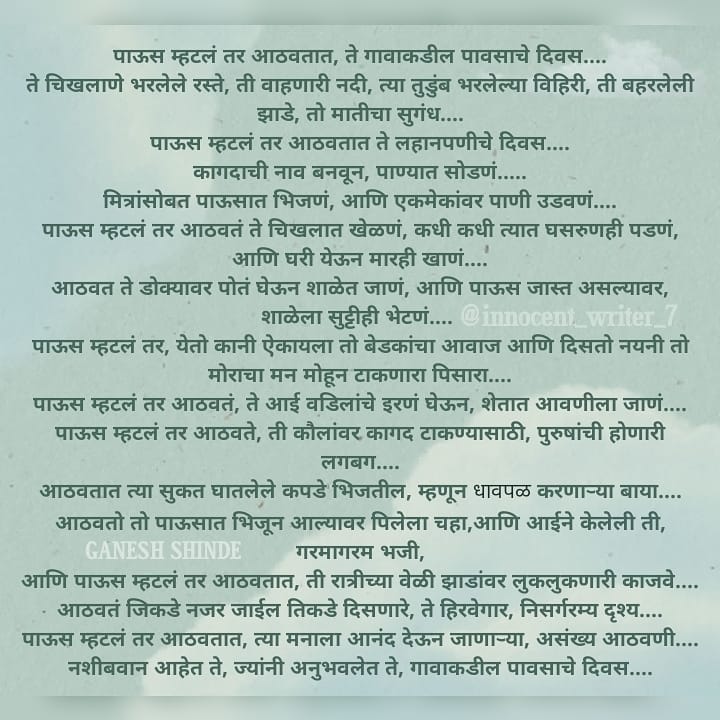 पाऊस म्हटलं तर आठवतात, ते गावाकडील पावसाचे दिवस....
ते चिखलाणे भरलेले रस्ते, ती वाहणारी नदी, त्या तुडुंब भरलेल्या विहिरी, ती बहरलेली
झाडे, तो मातीचा सुगंध....
पाऊस म्हटलं तर आठवतात ते लहानपणीचे दिवस....
कागदाची नाव बनवून, पाण्यात सोडणं.....
मित्रांसोबत पाऊसात भिजणं, आणि एकमेकांवर पाणी उडवणं....
पाऊस म्हटलं तर आठवतं ते चिखलात खेळणं, कधी कधी त्यात घसरुणही पडणं,
आणि घरी येऊन मारही खाणं....
आठवत ते डोक्यावर पोतं घेऊन शाळेत जाणं, आणि पाऊस जास्त असल्यावर,
शाळेला सुट्टीही भेटणं.... @innocent_writer_7
पाऊस म्हटलं तर, येतो कानी ऐकायला तो बेडकांचा आवाज आणि दिसतो नयनी तो
मोराचा मन मोहून टाकणारा पिसारा....
पाऊस म्हटलं तर आठवतं, ते आई वडिलांचे इरणं घेऊन, शेतात आवणीला जाणं....
पाऊस म्हटलं तर आठवते, ती कौलांवर कागद टाकण्यासाठी, पुरुषांची होणारी
लगबग....
आठवतात त्या सुकत घातलेले कपडे भिजतील, म्हणून धावपळ करणाऱ्या बाया....
आठवतो तो पाऊसात भिजून आल्यावर पिलेला चहा,आणि आईने केलेली ती,
GANESH SHINDE गरमागरम भजी,
आणि पाऊस म्हटलं तर आठवतात, ती रात्रीच्या वेळी झाडांवर लुकलुकणारी काजवे....
आठवतं जिकडे नजर जाईल तिकडे दिसणारे, ते हिरवेगार, निसर्गरम्य दृश्य....
पाऊस म्हटलं तर आठवतात, त्या मनाला आनंद देऊन जाणाऱ्या, असंख्य आठवणी....
नशीबवान आहेत ते, ज्यांनी अनुभवलेत ते, गावाकडील पावसाचे दिवस....